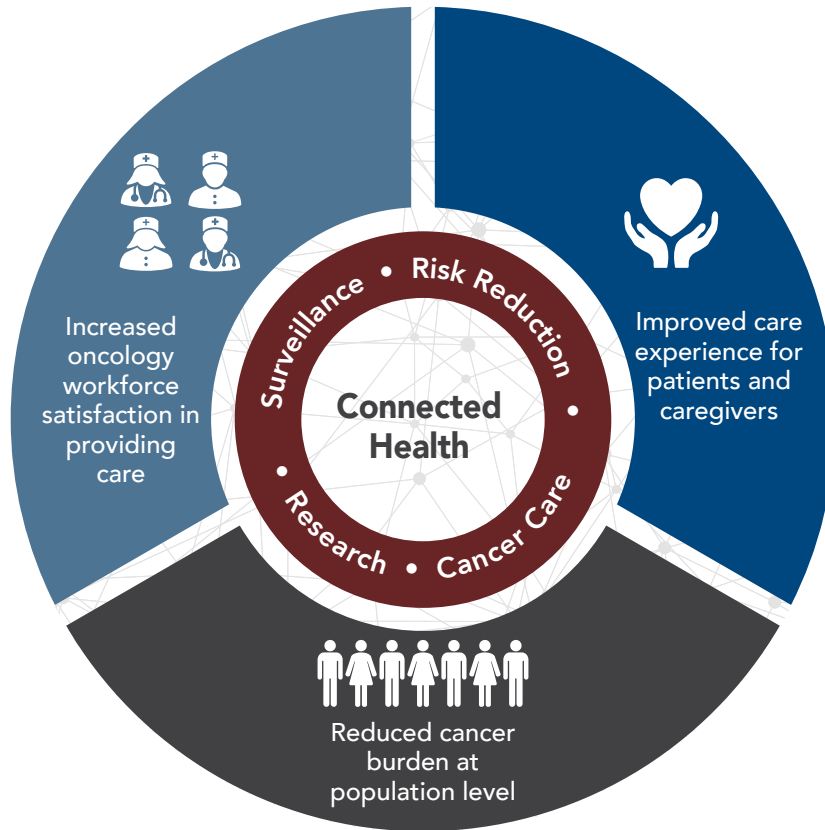 Surveillance • Risk Reduction •
Cancer Care • Research •
Connected
Health
Increased
oncology
workforce
satisfaction in
providing
care
Improved care
experience for
patients and
caregivers
Reduced cancer
burden at
population level